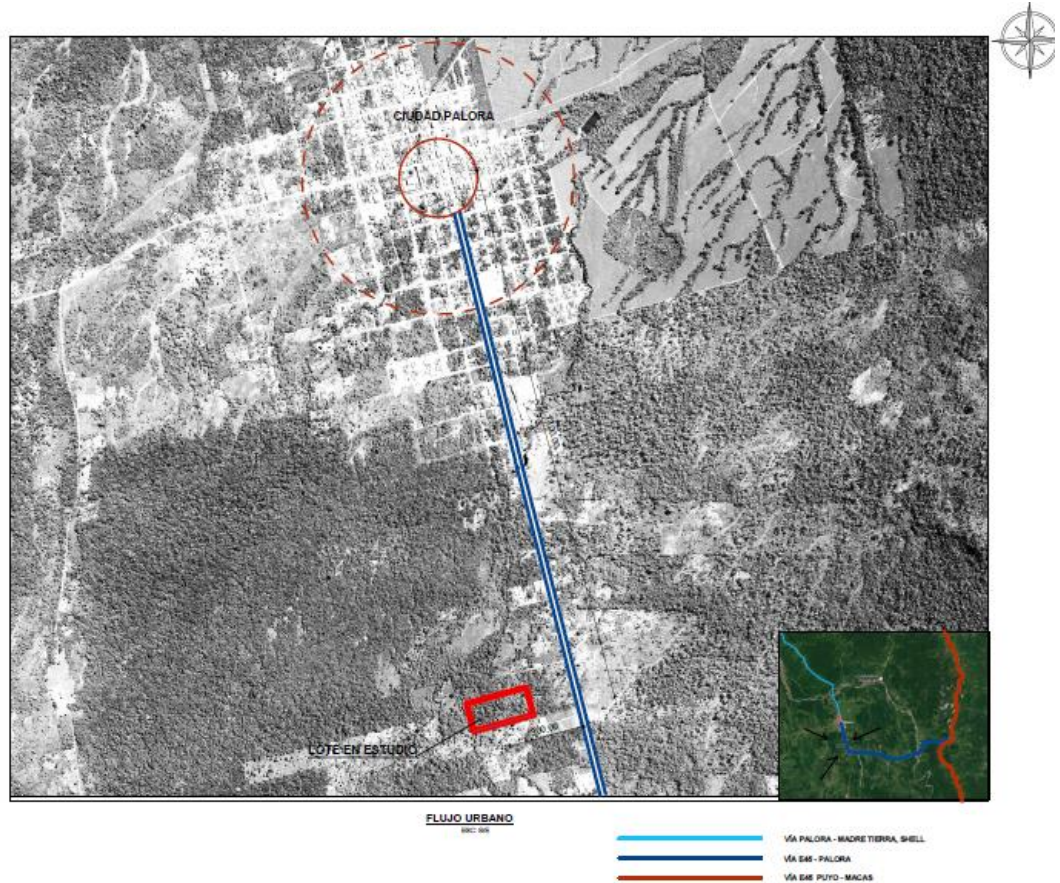 CIUDAD PALORA
LOTE EN ESTUDIO
FLUJO URBANO
VÍA PALORA - MADRE TIERRA, SHELL
VÍA E45 - PALORA
VÍA E45 PUYO - MACAS